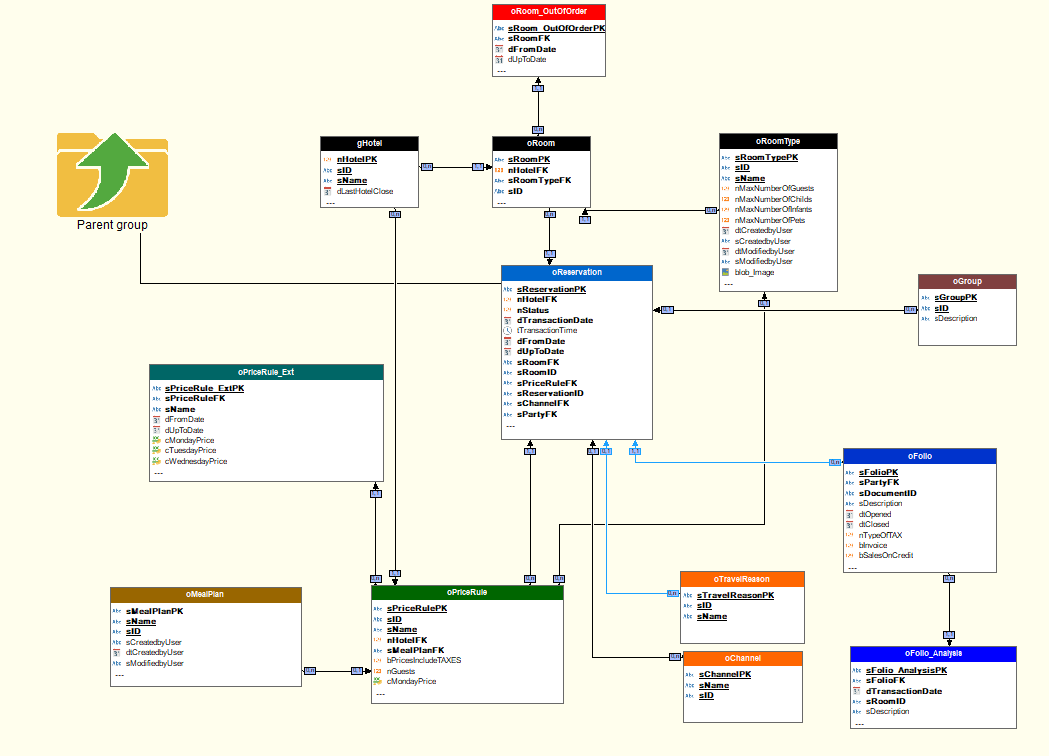 oRoom_OutOfOrder
sRoom_OutOfOrderPK
sRoomFK
dFromDate
dUpToDate
---
Parent group
gHotel
nHotelPK
sID
sName
dLastHotelClose
---
oRoom
sRoomPK
nHotelFK
sRoomTypeFK
sID
---
oRoomType
sRoomTypePK
sID
sName
nMaxNumberOfGuests
nMaxNumberOfChilds
nMaxNumberOfInfants
nMaxNumberOfPets
dtCreatedbyUser
sCreatedbyUser
dtModifiedbyUser
sModifiedbyUser
blob_Image
---
oReservation
sReservationPK
nHotelFK
nStatus
dTransactionDate
tTransactionTime
dFromDate
dUpToDate
sRoomFK
sRoomID
sPriceRuleFK
sReservationID
sChannelFK
sPartyFK
---
oGroup
sGroupPK
sID
sDescription
oPriceRule_Ext
sPriceRule_ExtPK
sPriceRuleFK
sName
dFromDate
dUpToDate
cMondayPrice
cTuesdayPrice
cWednesdayPrice
---
oFolio
sFolioPK
sPartyFK
sDocumentID
sDescription
dtOpened
dtClosed
nTypeOfTAX
bInvoice
bSalesOnCredit
---
oMealPlan
sMealPlanPK
sName
sID
sCreatedbyUser
dtCreatedbyUser
sModifiedbyUser
---
oPriceRule
sPriceRulePK
sID
sName
nHotelFK
sMealPlanFK
bPricesIncludeTAXES
nGuests
cMondayPrice
---
oTravelReason
sTravelReasonPK
sID
sName
oChannel
sChannelPK
sName
sID
oFolio_Analysis
sFolio_AnalysisPK
sFolioFK
dTransactionDate
sRoomID
sDescription
---